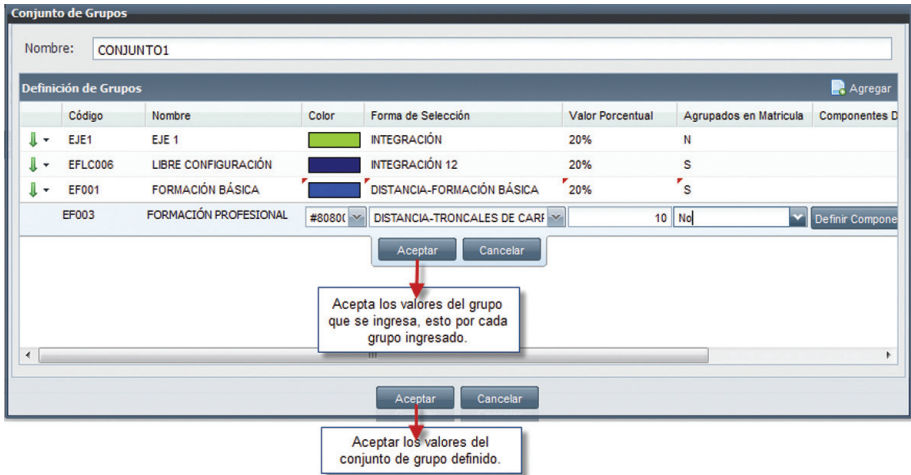 Conjunto de Grupos
Nombre: CONJUNTO1
Definición de Grupos Agregar
Código Nombre Color Forma de Selección Valor Porcentual Agrupados en Matricula Componentes D
EJE1 EJE 1 INTEGRACIÓN 20% N
EFLC006 LIBRE CONFIGURACIÓN INTEGRACIÓN 12 20% S
EF001 FORMACIÓN BÁSICA DISTANCIA-FORMACIÓN BÁSICA 20% S
EF003 FORMACIÓN PROFESIONAL #8080( DISTANCIA-TRONCALES DE CARF 10 No Definir Compone
Aceptar Cancelar
Acepta los valores del grupo
que se ingresa, esto por cada
grupo ingresado.
Aceptar Cancelar
Aceptar los valores del
conjunto de grupo definido.